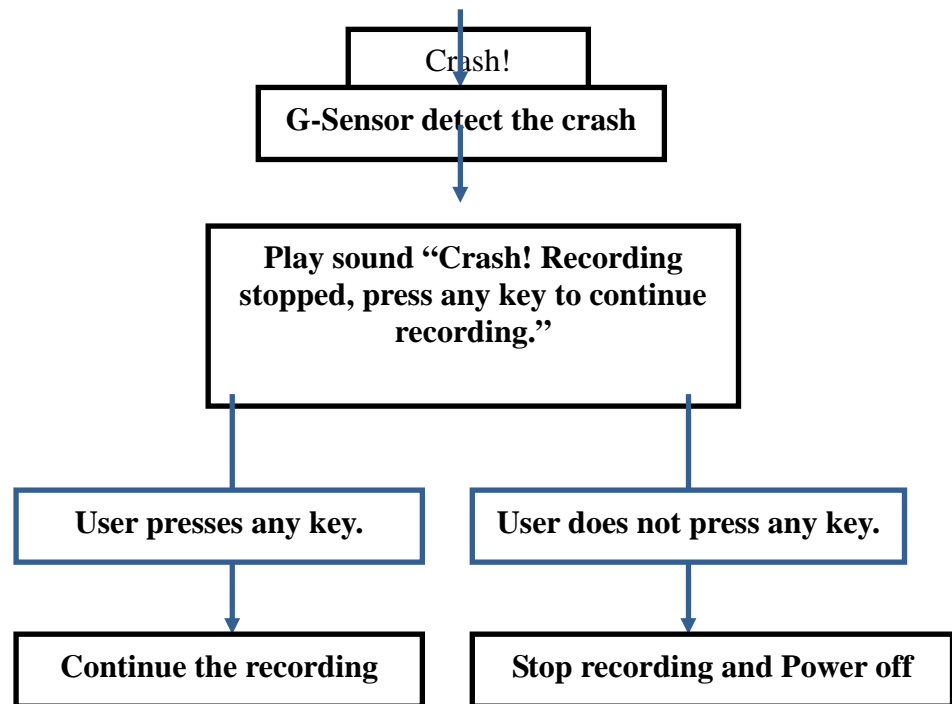 Crash!
G-Sensor detect the crash
Play sound “Crash! Recording
stopped, press any key to continue
recording.”
User presses any key.
User does not press any key.
Continue the recording
Stop recording and Power off